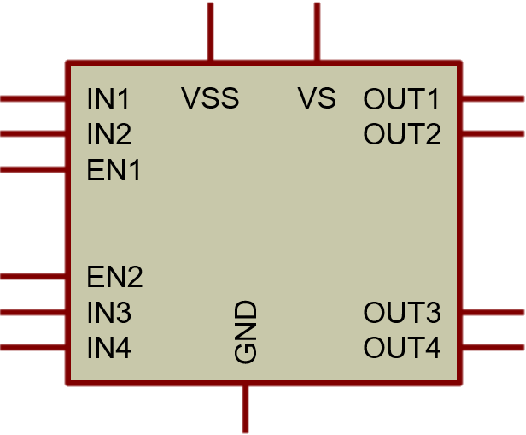 IN1 VSS VS OUT1
IN2 OUT2
EN1
EN2
IN3 OUT3
IN4 OUT4
GND